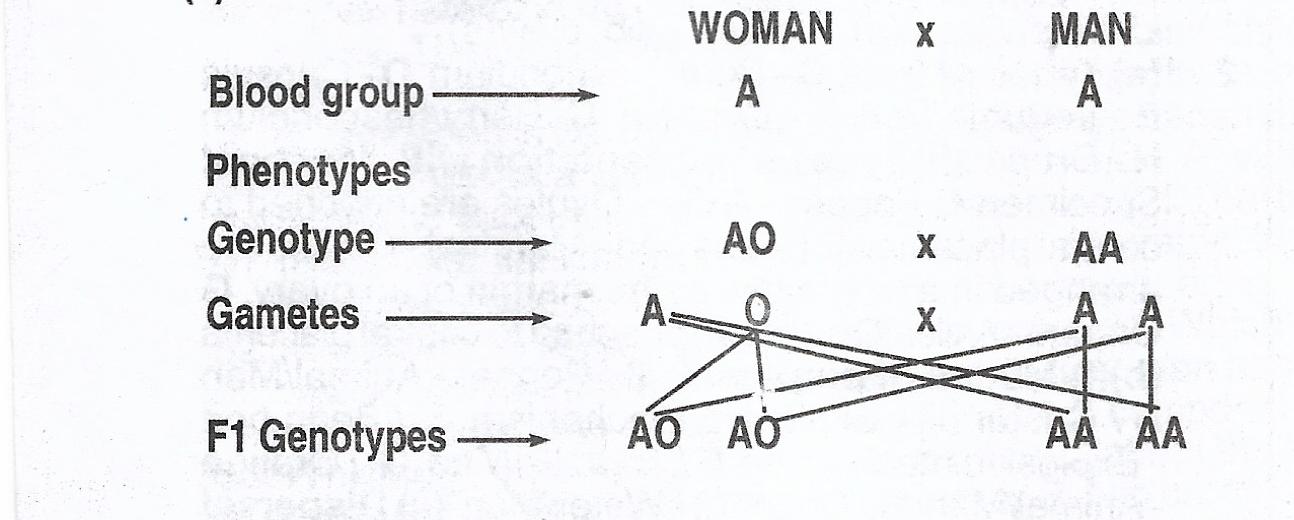 WOMAN x MAN
Blood group A A
Phenotypes
Genotype AO x AA
Gametes A O x A A
F1 Genotypes AO AO AA AA